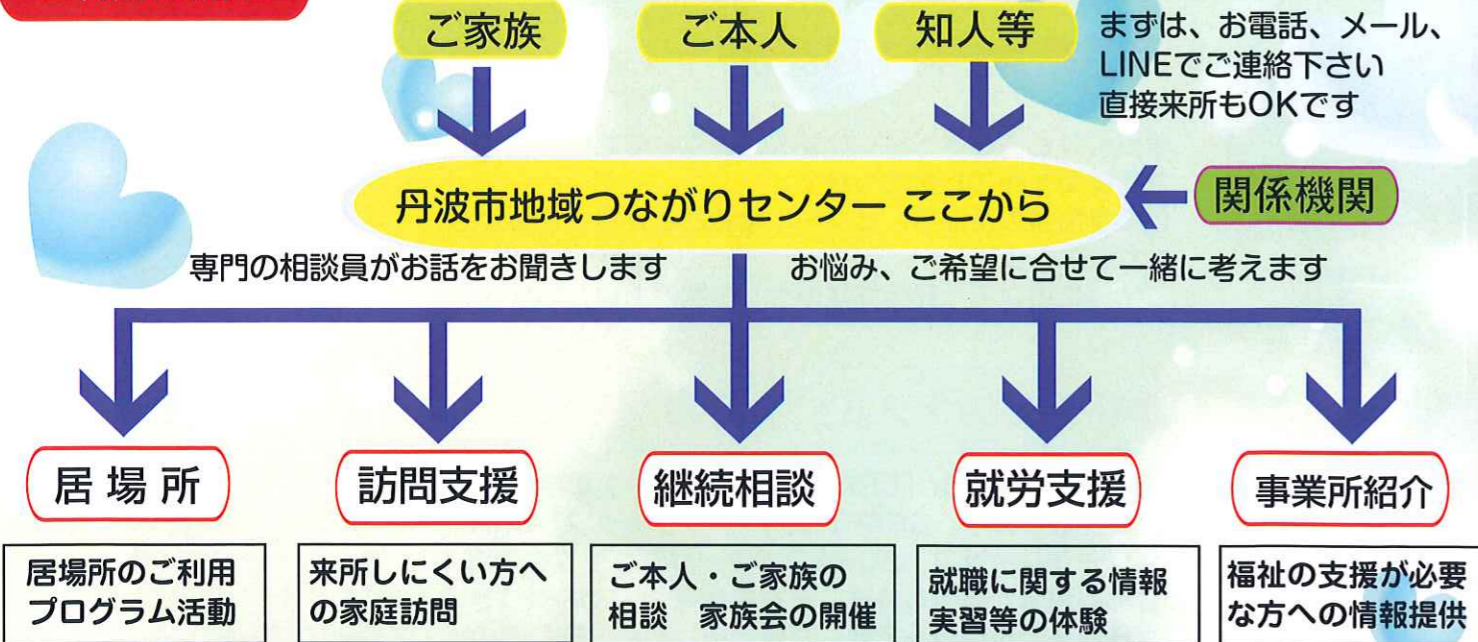 ご家族
ご本人
知人等
まずは、お電話、メール、
LINEでご連絡下さい
直接来所もOKです
丹波市地域つながりセンター ここから
関係機関
専門の相談員がお話をお聞きします
お悩み、ご希望に合せて一緒に考えます
居場所
訪問支援
継続相談
就労支援
事業所紹介
居場所のご利用
プログラム活動
来所しにくい方へ
の家庭訪問
ご本人・ご家族の
相談 家族会の開催
就職に関する情報
実習等の体験
福祉の支援が必要
な方への情報提供